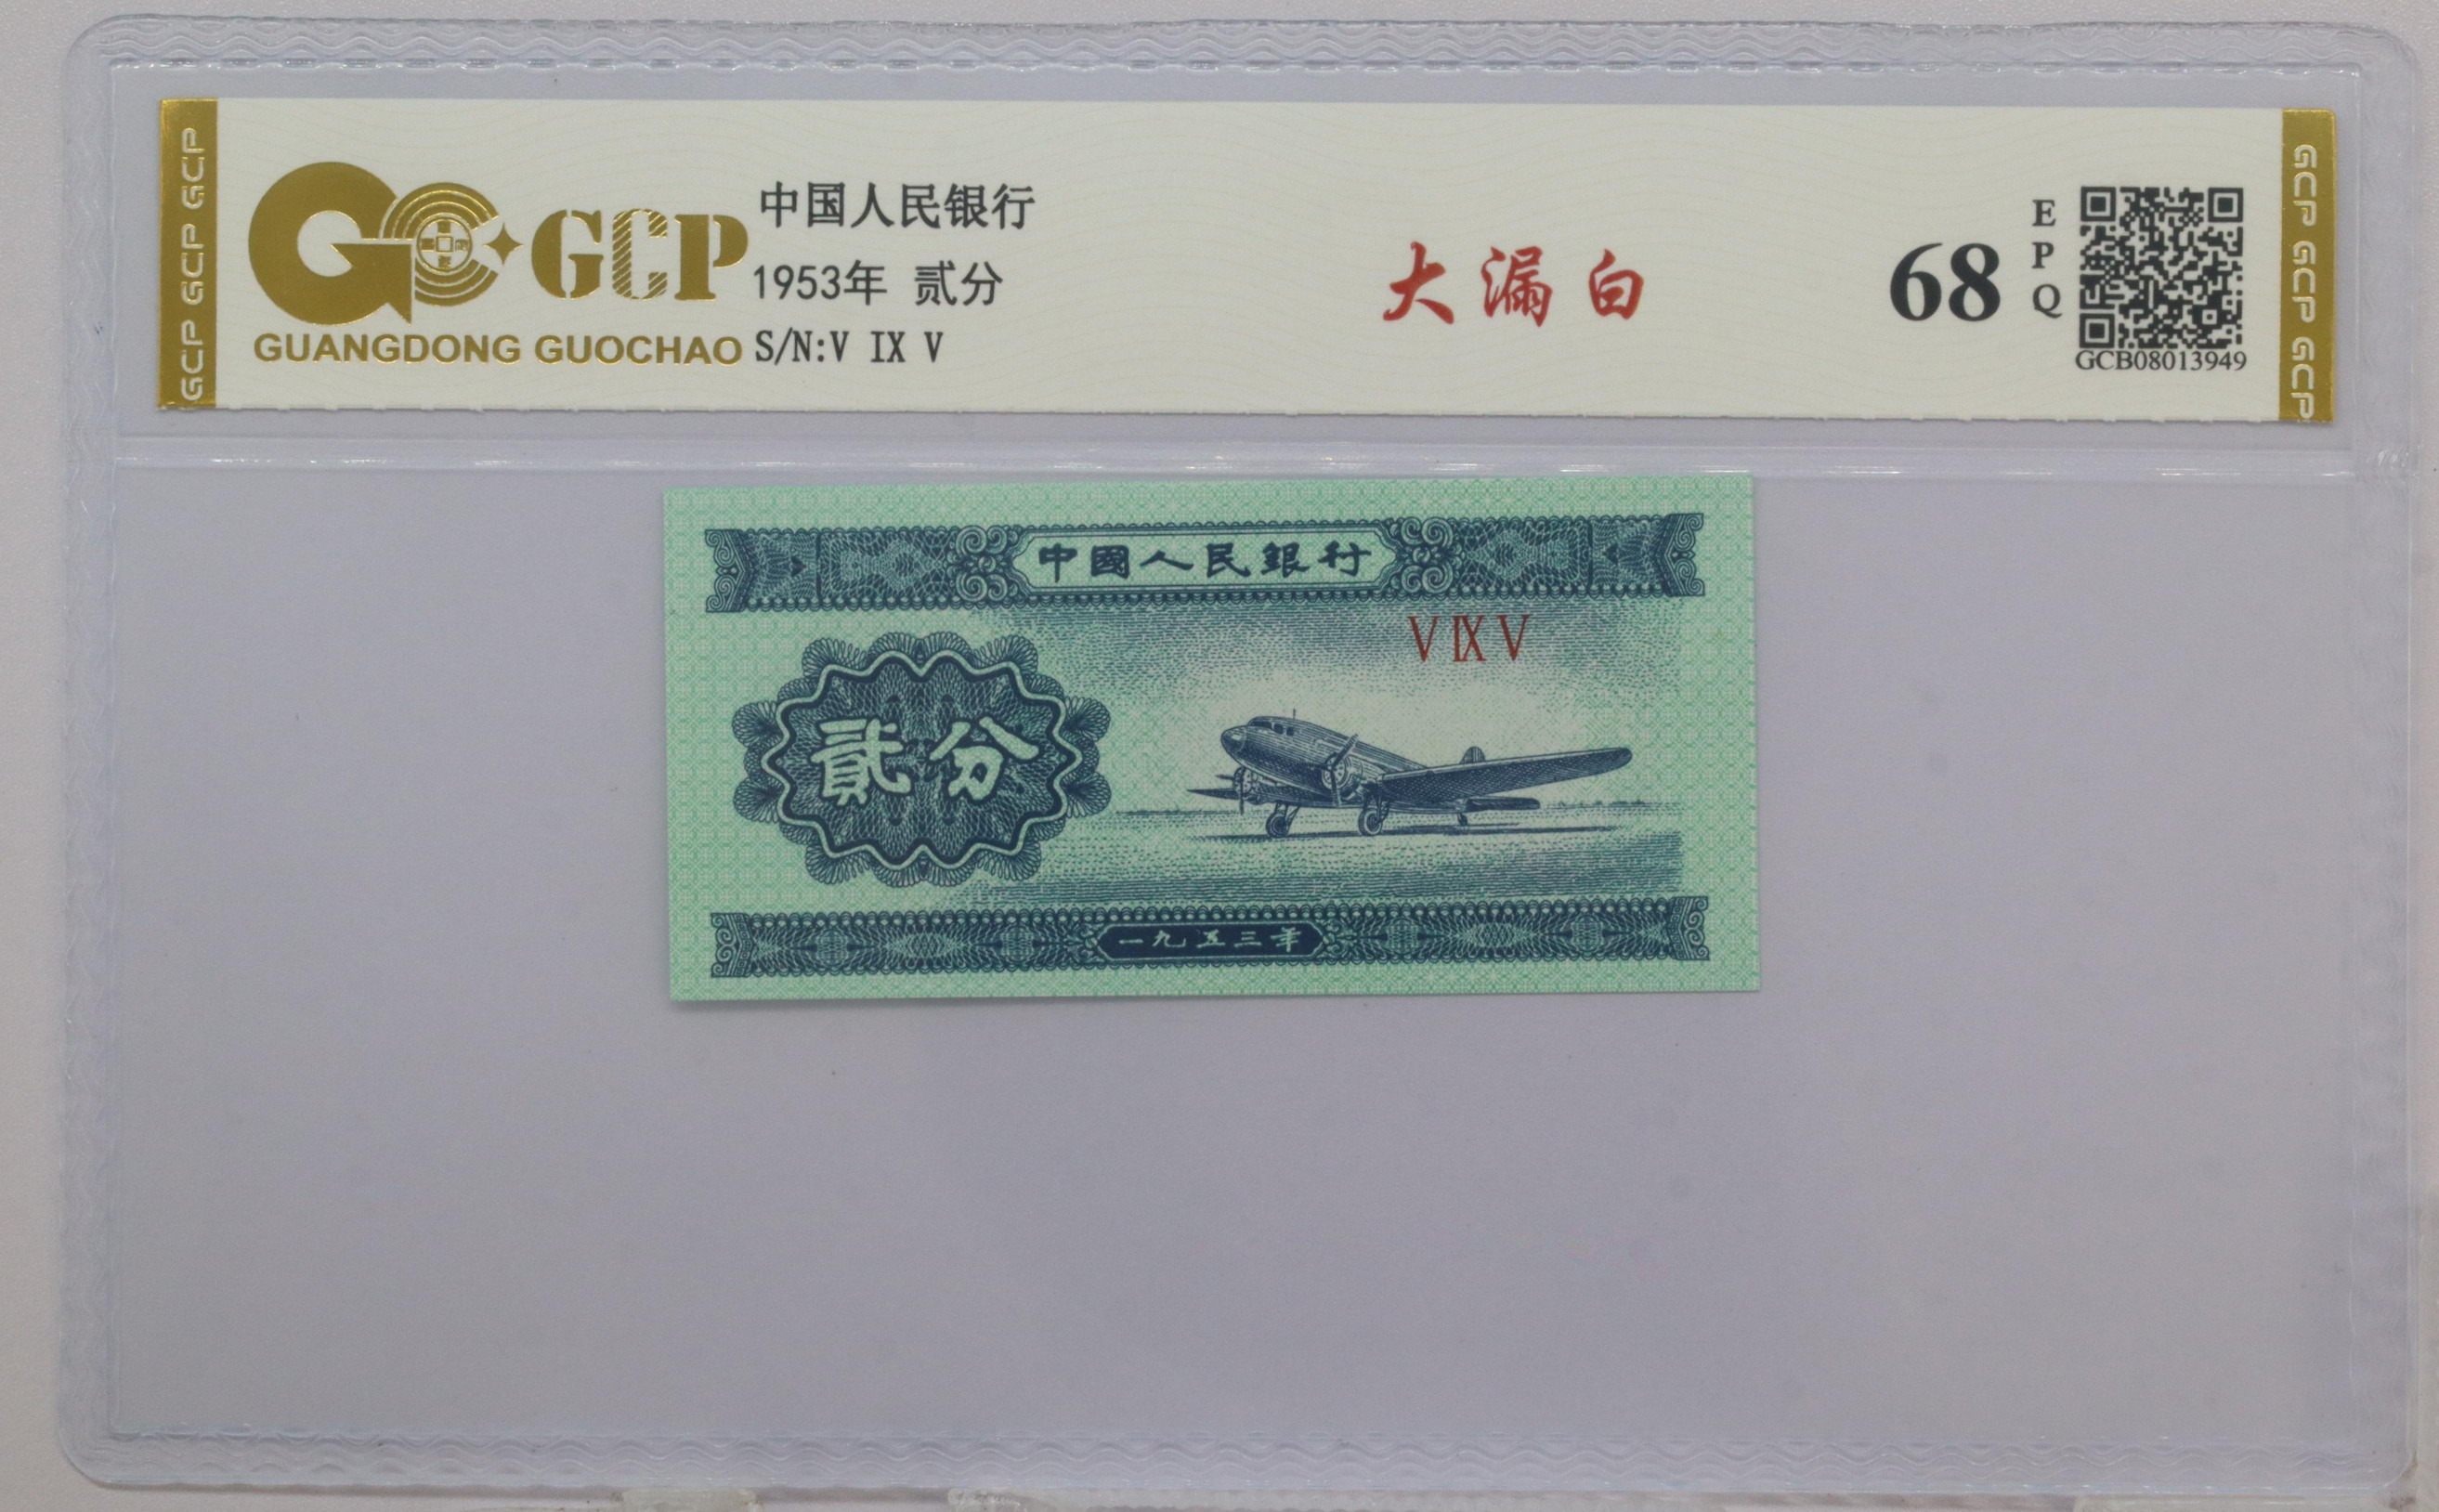 GCP GCP GCP
GCP
GUANGDONG GUOCHAO
中国人民银行
1953年 贰分
S/N:V IX V
大漏白
68
EPQ
GCB08013949
GCP GCP GCP
中國人民銀行
V IX V
貳分
一九五三年